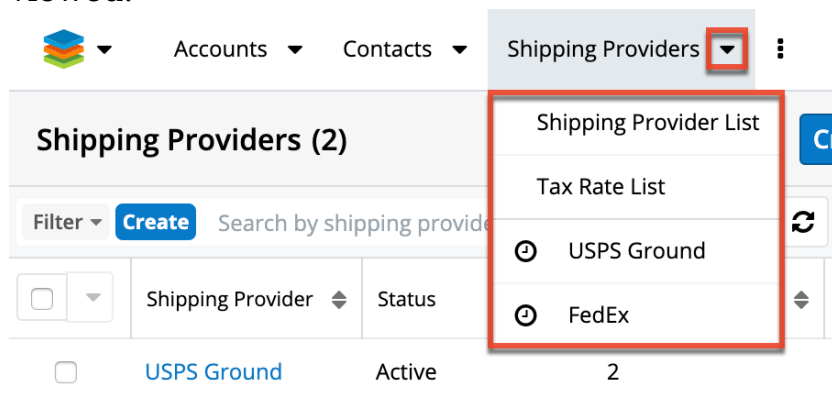 Accounts Contacts Shipping Providers
Shipping Providers (2)
Shipping Provider List
Tax Rate List
USPS Ground
FedEx
Filter Create Search by shipping
Shipping Provider Status
USPS Ground Active 2